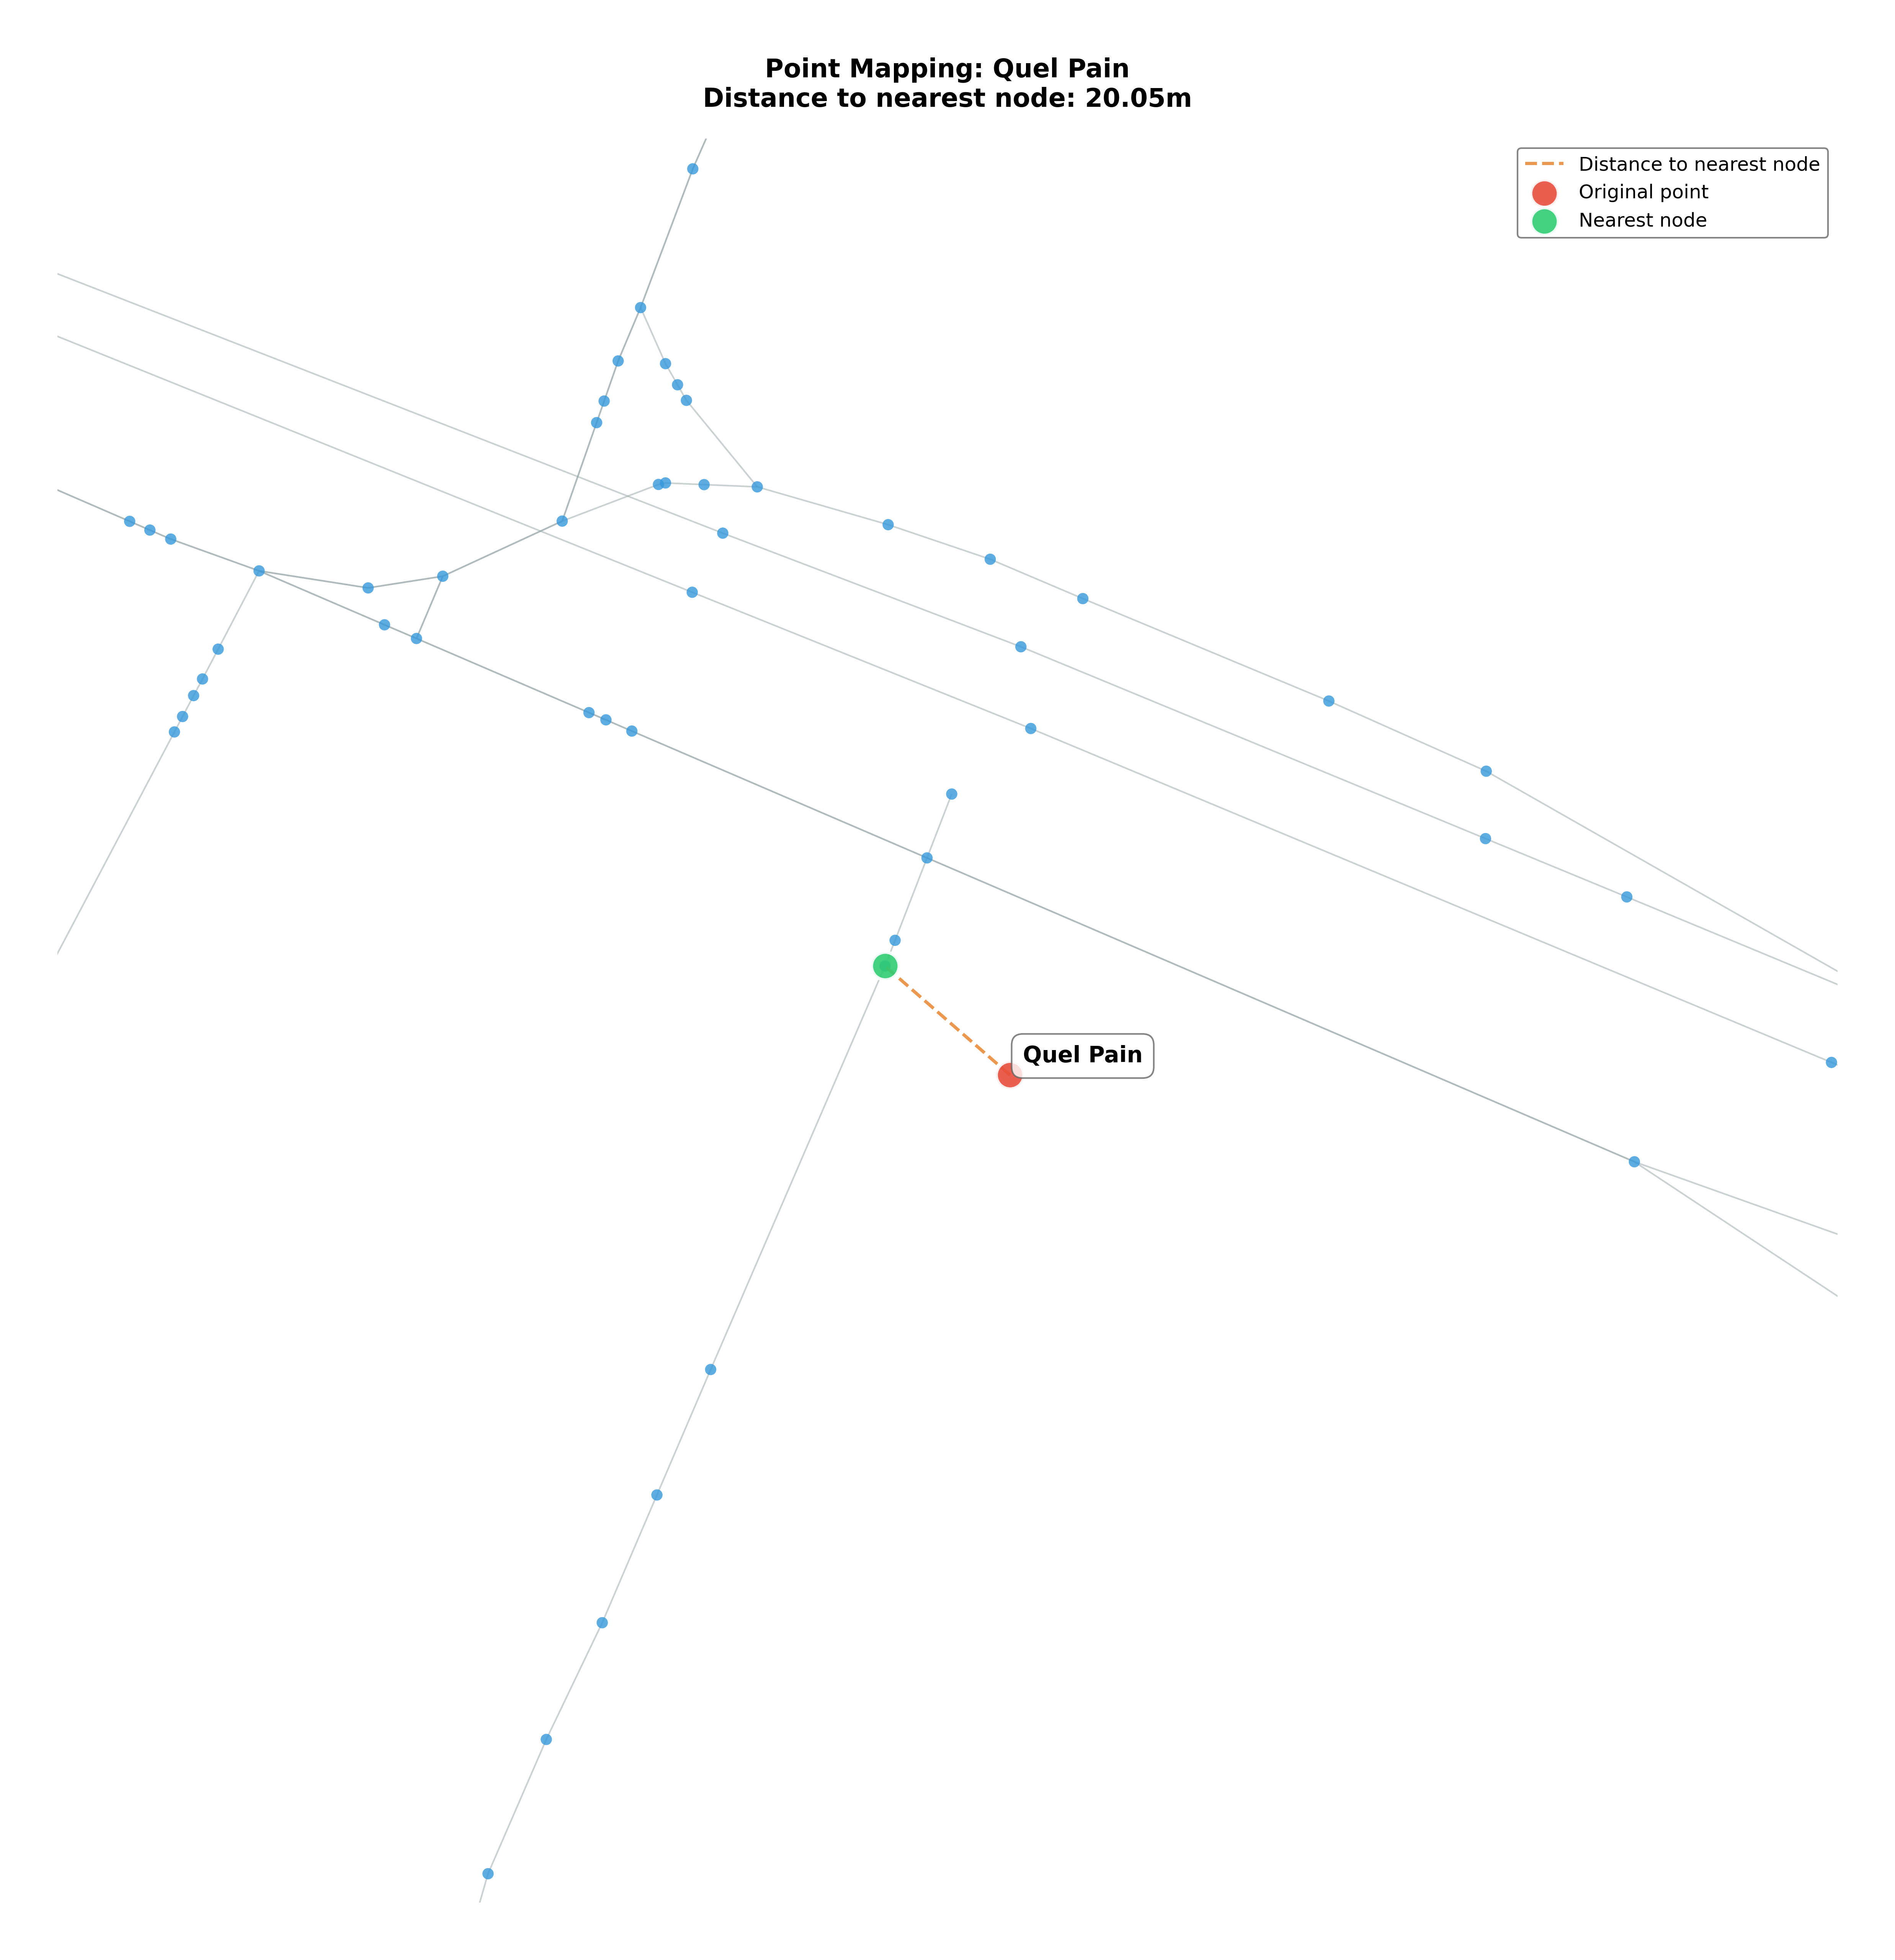 Point Mapping: Quel Pain
Distance to nearest node: 20.05m
Distance to nearest node
Original point
Nearest node
Quel Pain